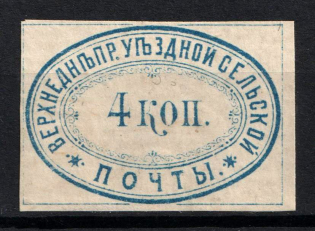 ВЕРХНЕДНѢПР. УѢЗДНОЙ СЕЛЬСКОЙ
4 КОП.
* ПОЧТЫ. *